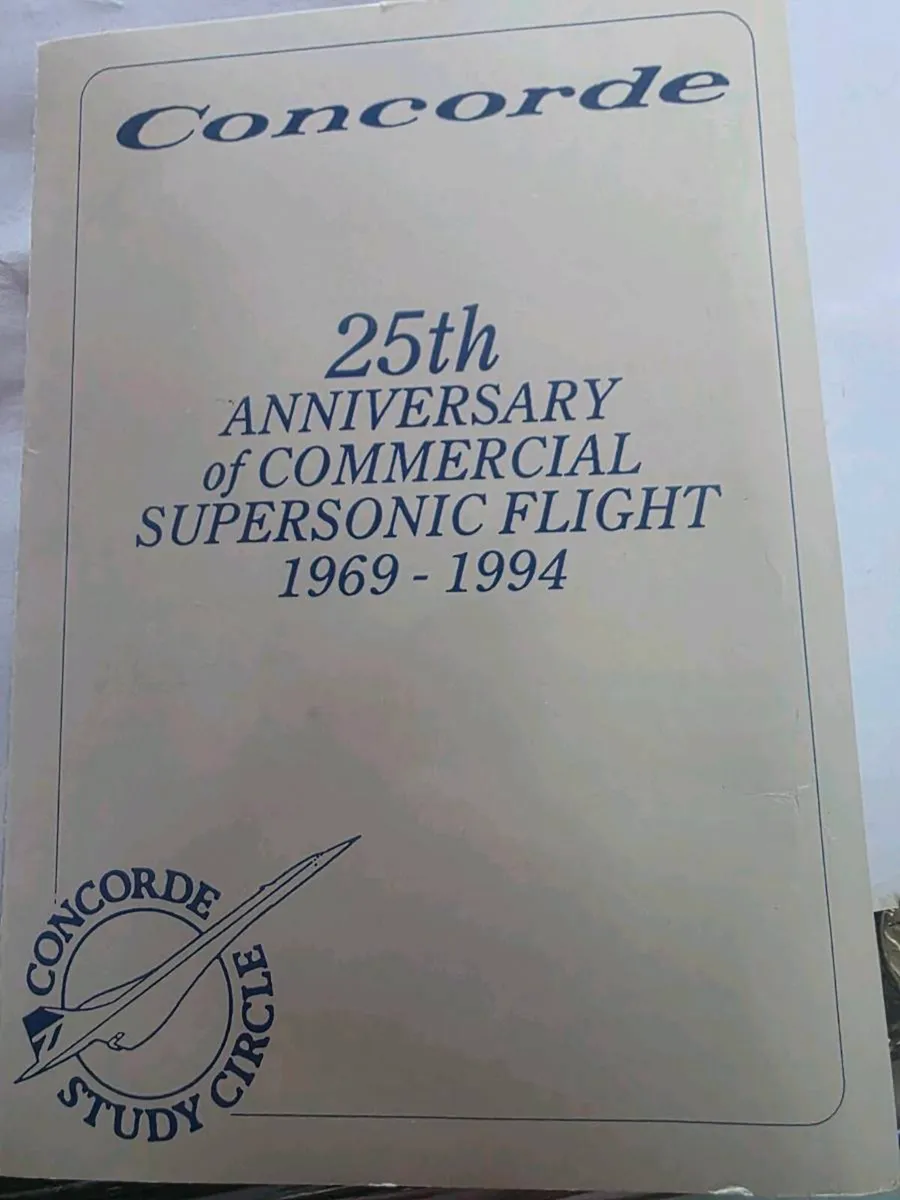 Concorde
25th
ANNIVERSARY
of COMMERCIAL
SUPERSONIC FLIGHT
1969 - 1994
CONCORDE
STUDY CIRCLE